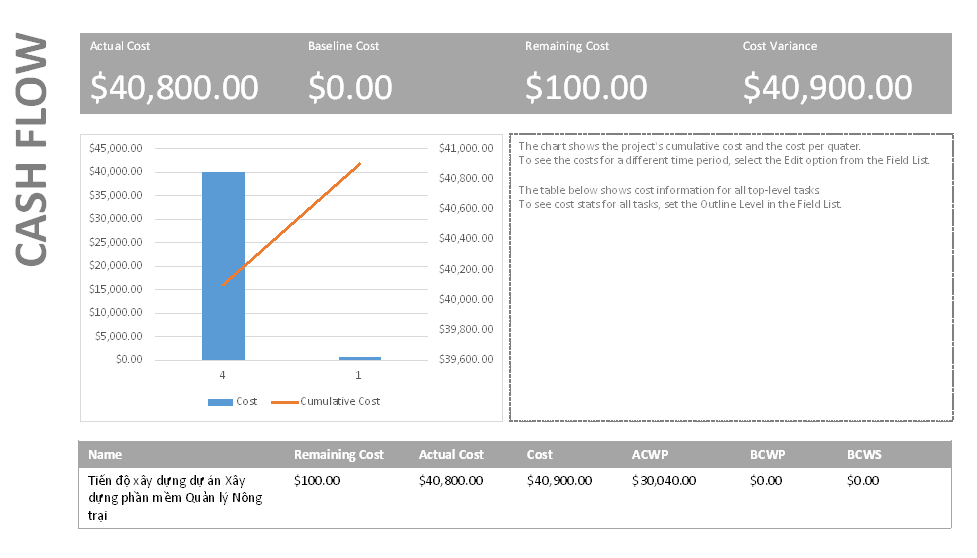 CASH FLOW
Actual Cost
Baseline Cost
Remaining Cost
Cost Variance
$40,800.00
$0.00
$100.00
$40,900.00
$45,000.00
$40,000.00
$35,000.00
$30,000.00
$25,000.00
$20,000.00
$15,000.00
$10,000.00
$5,000.00
$0.00
$41,000.00
$40,800.00
$40,600.00
$40,400.00
$40,200.00
$40,000.00
$39,800.00
$39,600.00
4
1
Cost
Cumulative Cost
The chart shows the project's cumulative cost and the cost per quater.
To see the costs for a different time period, select the Edit option from the Field List.
The table below shows cost information for all top-level tasks.
To see cost stats for all tasks, set the Outline Level in the Field List.
Name Remaining Cost Actual Cost Cost ACWP BCWP BCWS
Tiến độ xây dựng dự án Xây $100.00 $40,800.00 $40,900.00 $30,040.00 $0.00 $0.00
dựng phần mềm Quản lý Nông
trại